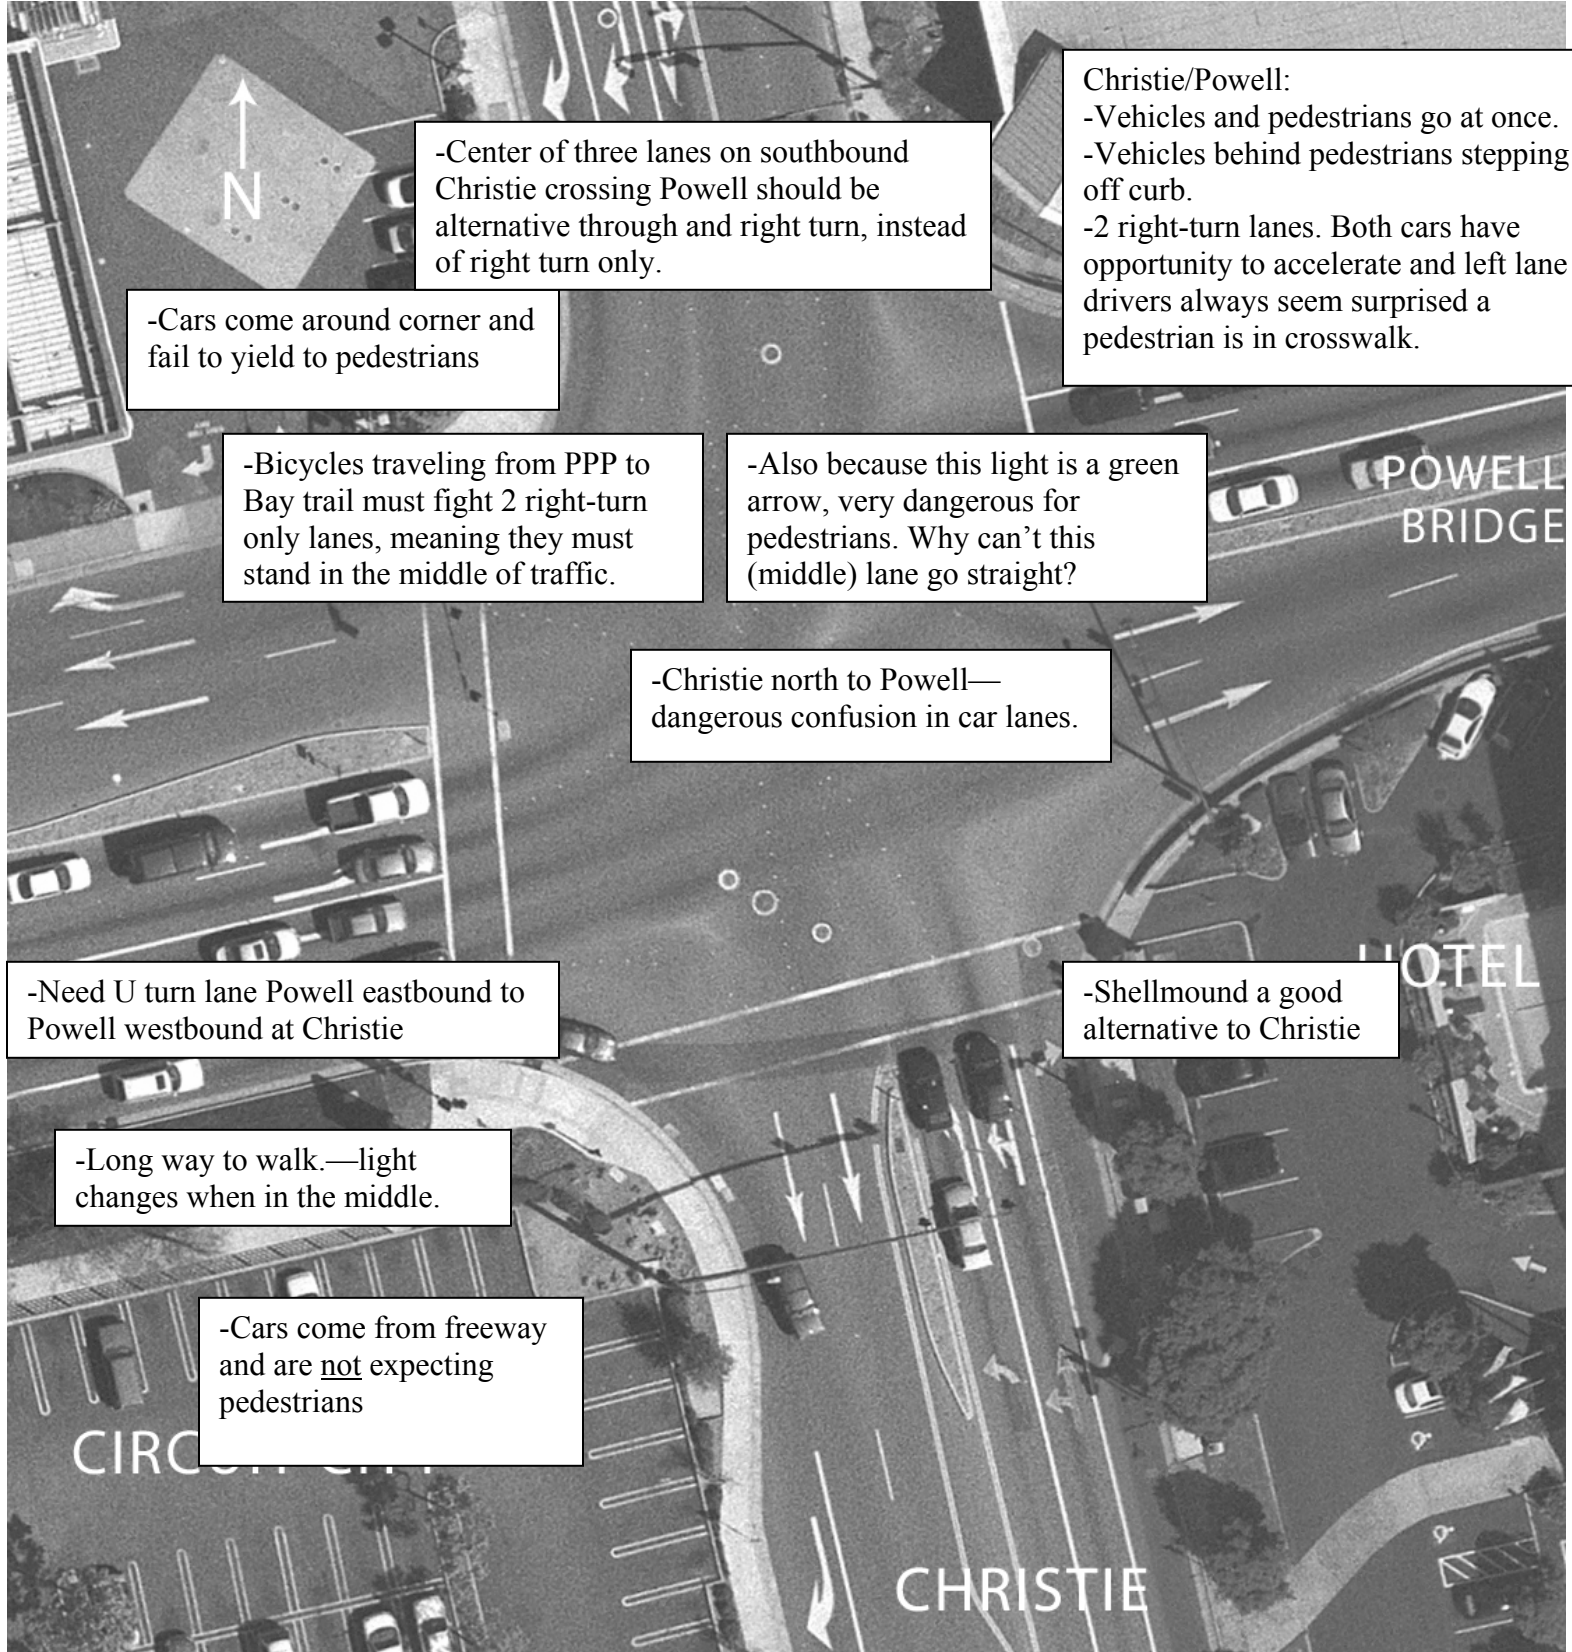 Christie/Powell:
-Vehicles and pedestrians go at once.
-Vehicles behind pedestrians stepping
off curb.
-2 right-turn lanes. Both cars have
opportunity to accelerate and left lane
drivers always seem surprised a
pedestrian is in crosswalk.
-Center of three lanes on southbound
Christie crossing Powell should be
alternative through and right turn, instead
of right turn only.
N
-Cars come around corner and
fail to yield to pedestrians
-Bicycles traveling from PPP to
Bay trail must fight 2 right-turn
only lanes, meaning they must
stand in the middle of traffic.
-Also because this light is a green
arrow, very dangerous for
pedestrians. Why can’t this
(middle) lane go straight?
POWELL
BRIDGE
-Christie north to Powell—
dangerous confusion in car lanes.
HOTEL
-Need U turn lane Powell eastbound to
Powell westbound at Christie
-Shellmound a good
alternative to Christie
-Long way to walk.—light
changes when in the middle.
-Cars come from freeway
and are not expecting
pedestrians
CIRCUIT CITY
CHRISTIE